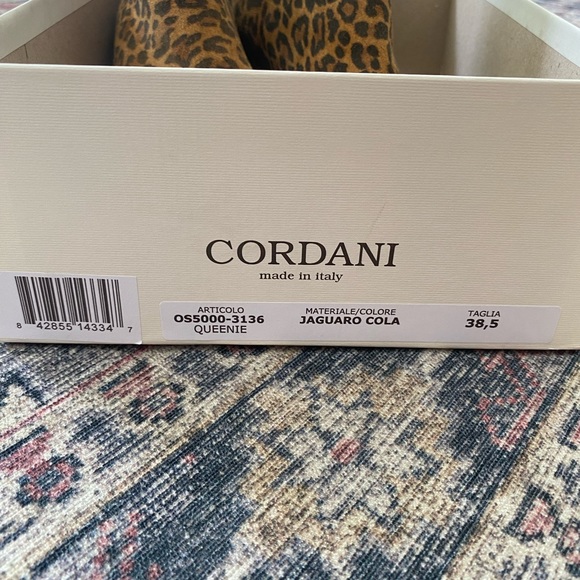 CORDANI
made in italy
ARTICOLO
OS5000-3136
QUEENIE
MATERIALE/COLORE
JAGUARO COLA
TAGLIA
38,5
8 42855 14334 7